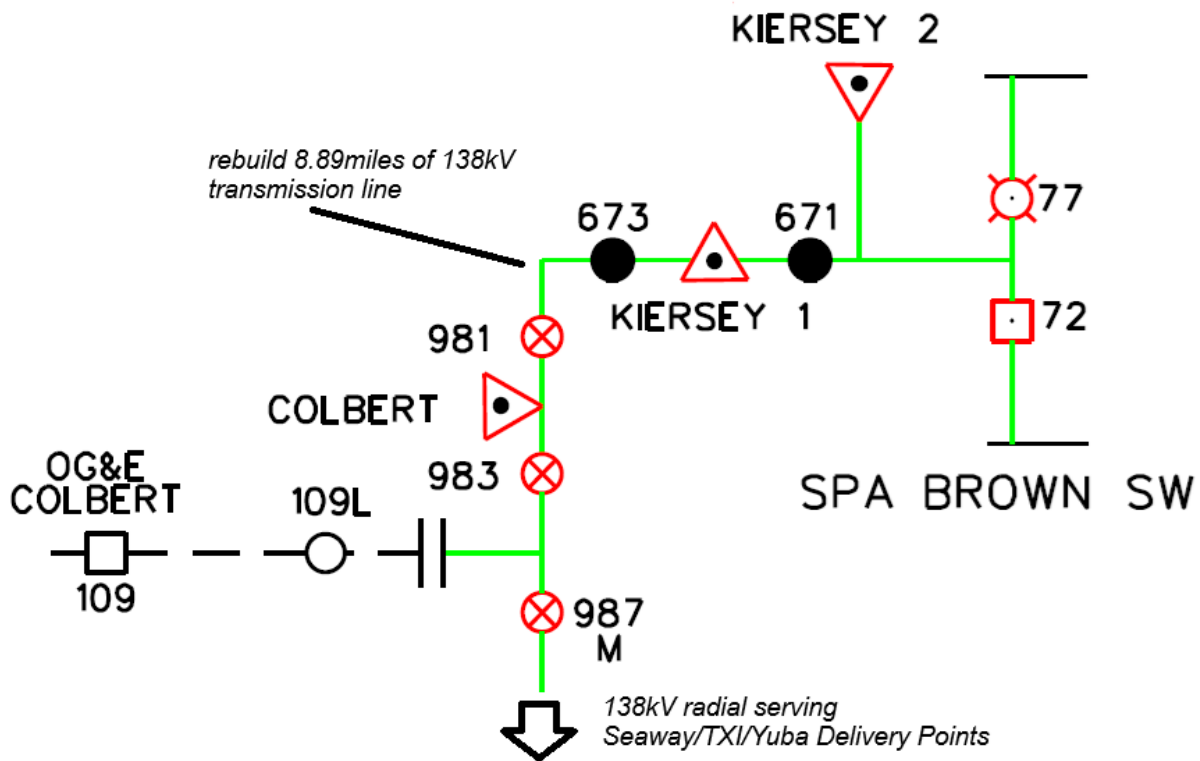 KIERSEY 2
rebuild 8.89miles of 138kV
transmission line
77
673
671
KIERSEY 1
72
981
COLBERT
983
SPA BROWN SW
OG&E
COLBERT
109L
109
987
M
138kV radial serving
Seaway/TXI/Yuba Delivery Points